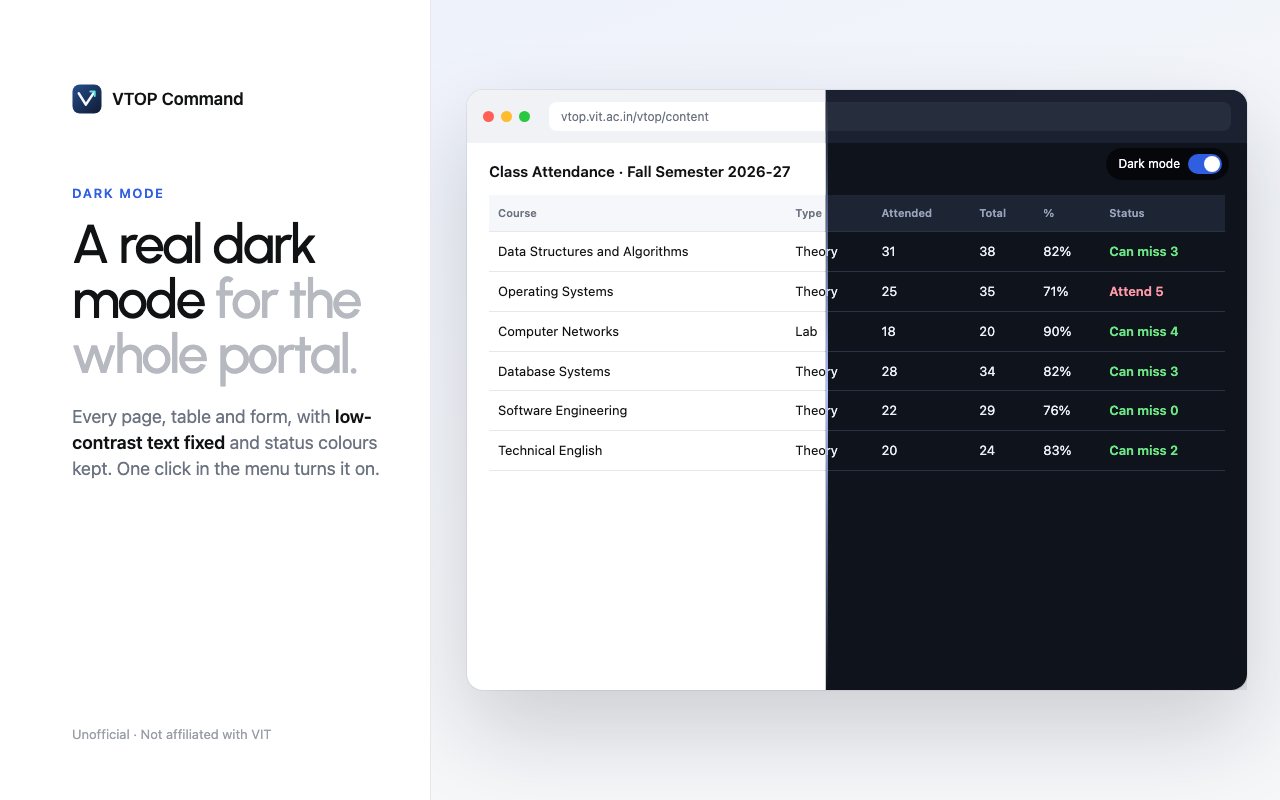 VTOP Command
DARK MODE
A real dark
mode for the
whole portal.
Every page, table and form, with low-
contrast text fixed and status colours
kept. One click in the menu turns it on.
Unofficial · Not affiliated with VIT
vtop.vit.ac.in/vtop/content
Class Attendance · Fall Semester 2026-27
Dark mode
Course Type Attended Total % Status
Data Structures and Algorithms Theory 31 38 82% Can miss 3
Operating Systems Theory 25 35 71% Attend 5
Computer Networks Lab 18 20 90% Can miss 4
Database Systems Theory 28 34 82% Can miss 3
Software Engineering Theory 22 29 76% Can miss 0
Technical English Theory 20 24 83% Can miss 2